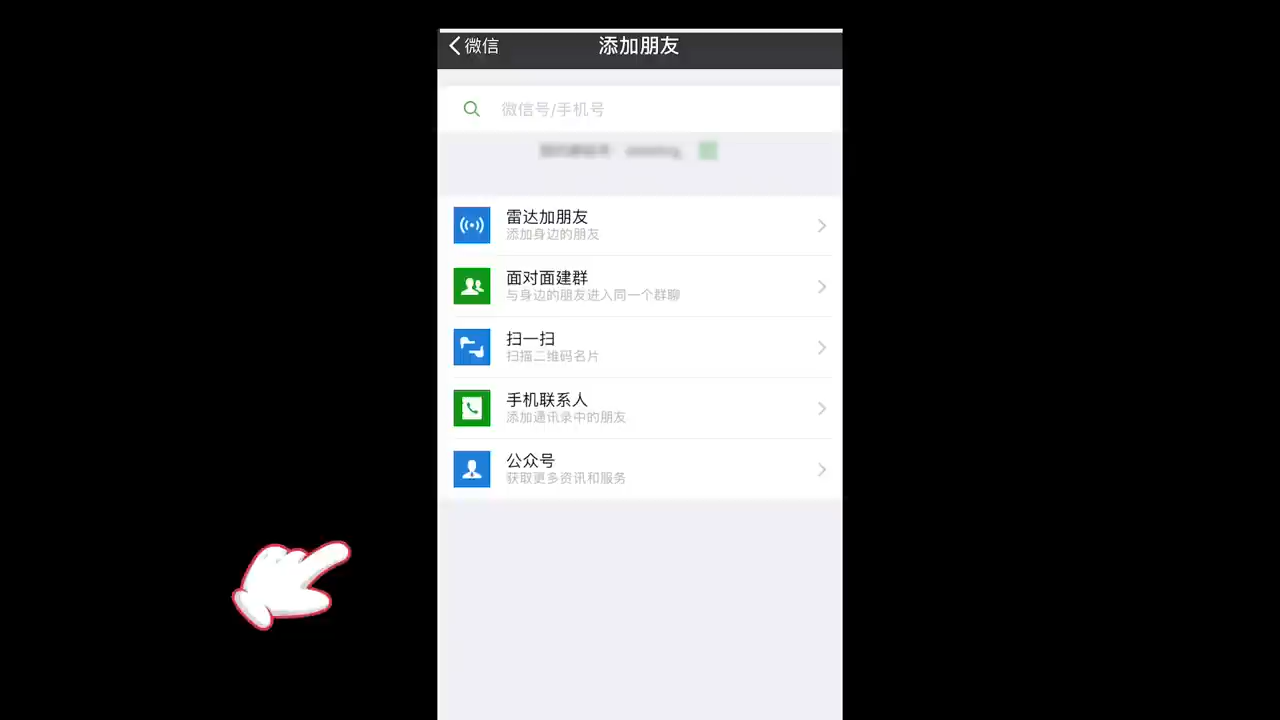 微信
添加朋友
微信号/手机号
雷达加朋友
添加身边的朋友
面对面建群
与身边的朋友进入同一个群聊
扫一扫
扫描二维码名片
手机联系人
添加通讯录中的朋友
公众号
获取更多资讯和服务